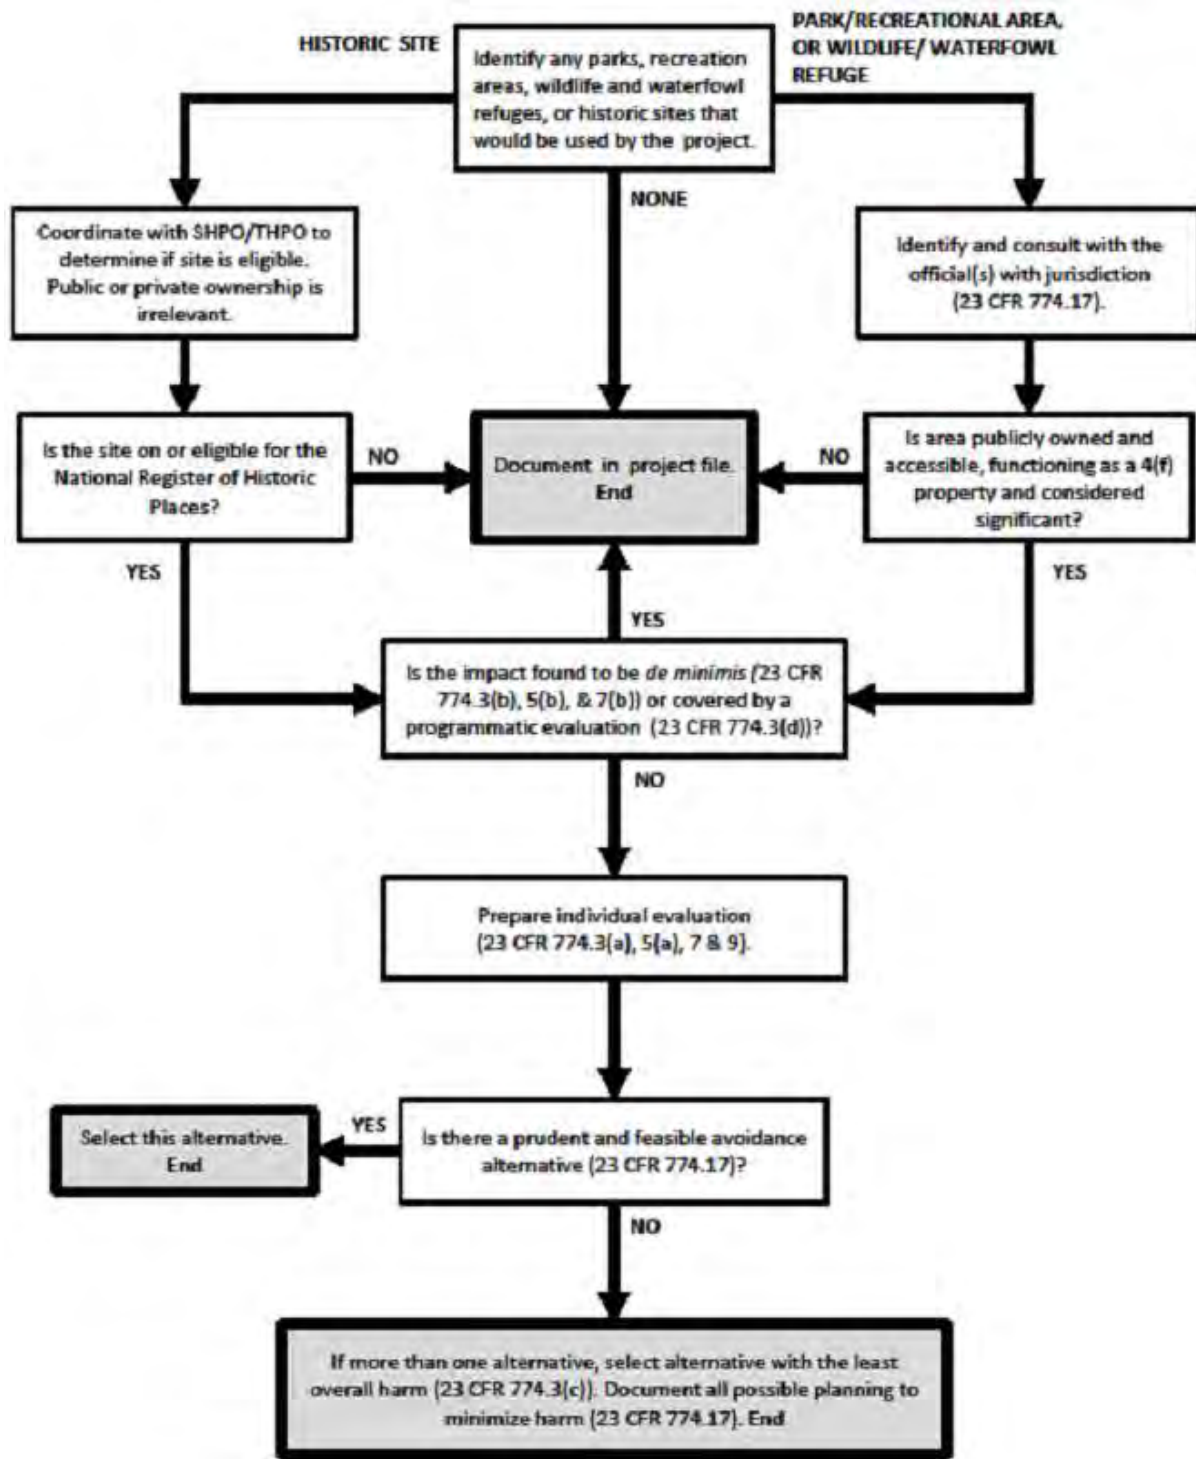 HISTORIC SITE
PARK/RECREATIONAL AREA,
OR WILDLIFE/ WATERFOWL
REFUGE
Identify any parks, recreation
areas, wildlife and waterfowl
refuges, or historic sites that
would be used by the project.
NONE
Coordinate with SHPO/THPO to
determine if site is eligible.
Public or private ownership is
irrelevant.
Identify and consult with the
official(s) with jurisdiction
(23 CFR 774.17).
Is the site on or eligible for the
National Register of Historic
Places?
NO
Document in project file.
End
NO
Is area publicly owned and
accessible, functioning as a 4(f)
property and considered
significant?
YES
YES
YES
Is the impact found to be de minimis (23 CFR
774.3(b), 5(b), & 7(b)) or covered by a
programmatic evaluation (23 CFR 774.3(d))?
NO
Prepare individual evaluation
(23 CFR 774.3(a), 5(a), 7 & 9).
Select this alternative.
End
YES
Is there a prudent and feasible avoidance
alternative (23 CFR 774.17)?
NO
If more than one alternative, select alternative with the least
overall harm (23 CFR 774.3(c)). Document all possible planning to
minimize harm (23 CFR 774.17). End